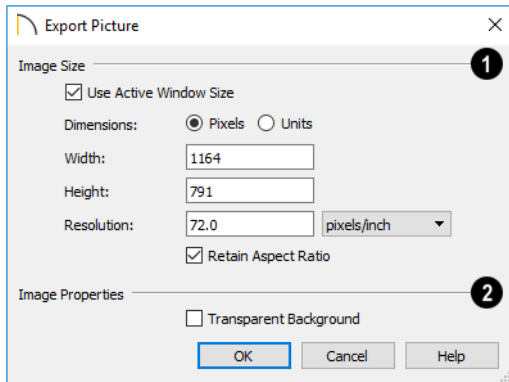 Export Picture
Image Size 1
Use Active Window Size
Dimensions: Pixels Units
Width: 1164
Height: 791
Resolution: 72.0 pixels/inch
Retain Aspect Ratio
Image Properties 2
Transparent Background
OK Cancel Help